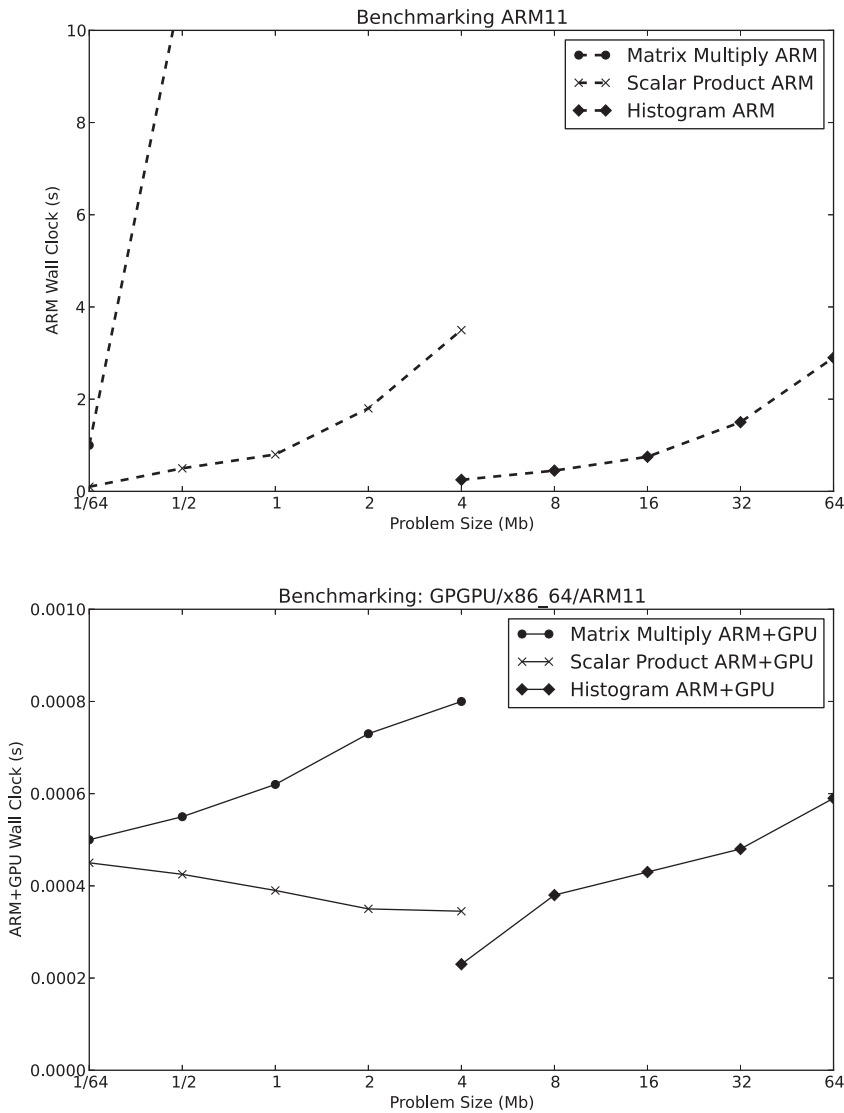 Benchmarking ARM11
10
8
6
4
2
0
ARM Wall Clock (s)
Matrix Multiply ARM
Scalar Product ARM
Histogram ARM
1/64 1/2 1 2 4 8 16 32 64
Problem Size (Mb)
Benchmarking: GPGPU/x86_64/ARM11
0.0010
0.0008
0.0006
0.0004
0.0002
0.0000
ARM+GPU Wall Clock (s)
Matrix Multiply ARM+GPU
Scalar Product ARM+GPU
Histogram ARM+GPU
1/64 1/2 1 2 4 8 16 32 64
Problem Size (Mb)